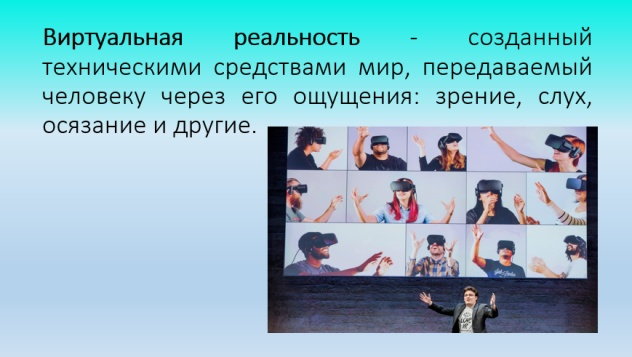 Виртуальная реальность - созданный
техническими средствами мир, передаваемый
человеку через его ощущения: зрение, слух,
осязание и другие.